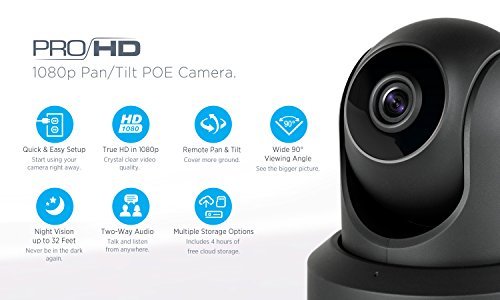 PRO/HD
1080p Pan/Tilt POE Camera.
HD
1080
90°
Quick & Easy Setup
Start using your
camera right away.
True HD in 1080p
Crystal clear video
quality.
Remote Pan & Tilt
Cover more ground.
Wide 90°
Viewing Angle
See the bigger picture.
Night Vision
up to 32 Feet
Never be in the dark
again.
Two-Way Audio
Talk and listen
from anywhere.
Multiple Storage Options
Includes 4 hours of
free cloud storage.